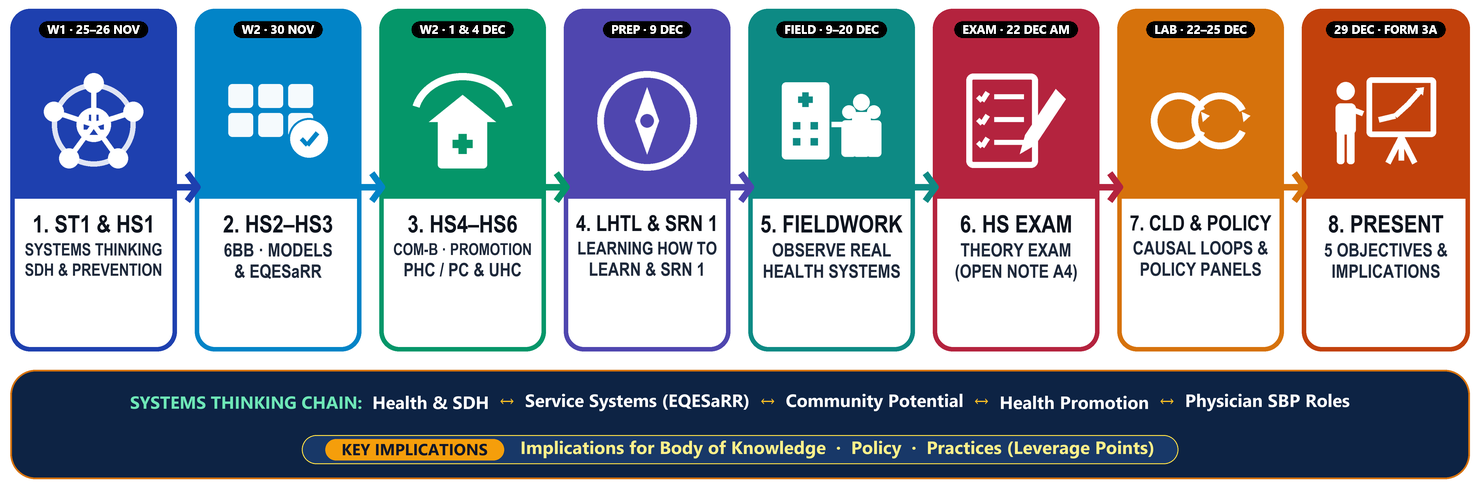 W1 · 25–26 NOV
1. ST1 & HS1
SYSTEMS THINKING
SDH & PREVENTION
W2 · 30 NOV
2. HS2–HS3
6BB · MODELS
& EQESaRR
W2 · 1 & 4 DEC
3. HS4–HS6
COM-B · PROMOTION
PHC / PC & UHC
PREP · 9 DEC
4. LHTL & SRN 1
LEARNING HOW TO
LEARN & SRN 1
FIELD · 9–20 DEC
5. FIELDWORK
OBSERVE REAL
HEALTH SYSTEMS
EXAM · 22 DEC AM
6. HS EXAM
THEORY EXAM
(OPEN NOTE A4)
LAB · 22–25 DEC
7. CLD & POLICY
CAUSAL LOOPS &
POLICY PANELS
29 DEC · FORM 3A
8. PRESENT
5 OBJECTIVES &
IMPLICATIONS
SYSTEMS THINKING CHAIN: Health & SDH ↔ Service Systems (EQESaRR) ↔ Community Potential ↔ Health Promotion ↔ Physician SBP Roles
KEY IMPLICATIONS Implications for Body of Knowledge · Policy · Practices (Leverage Points)